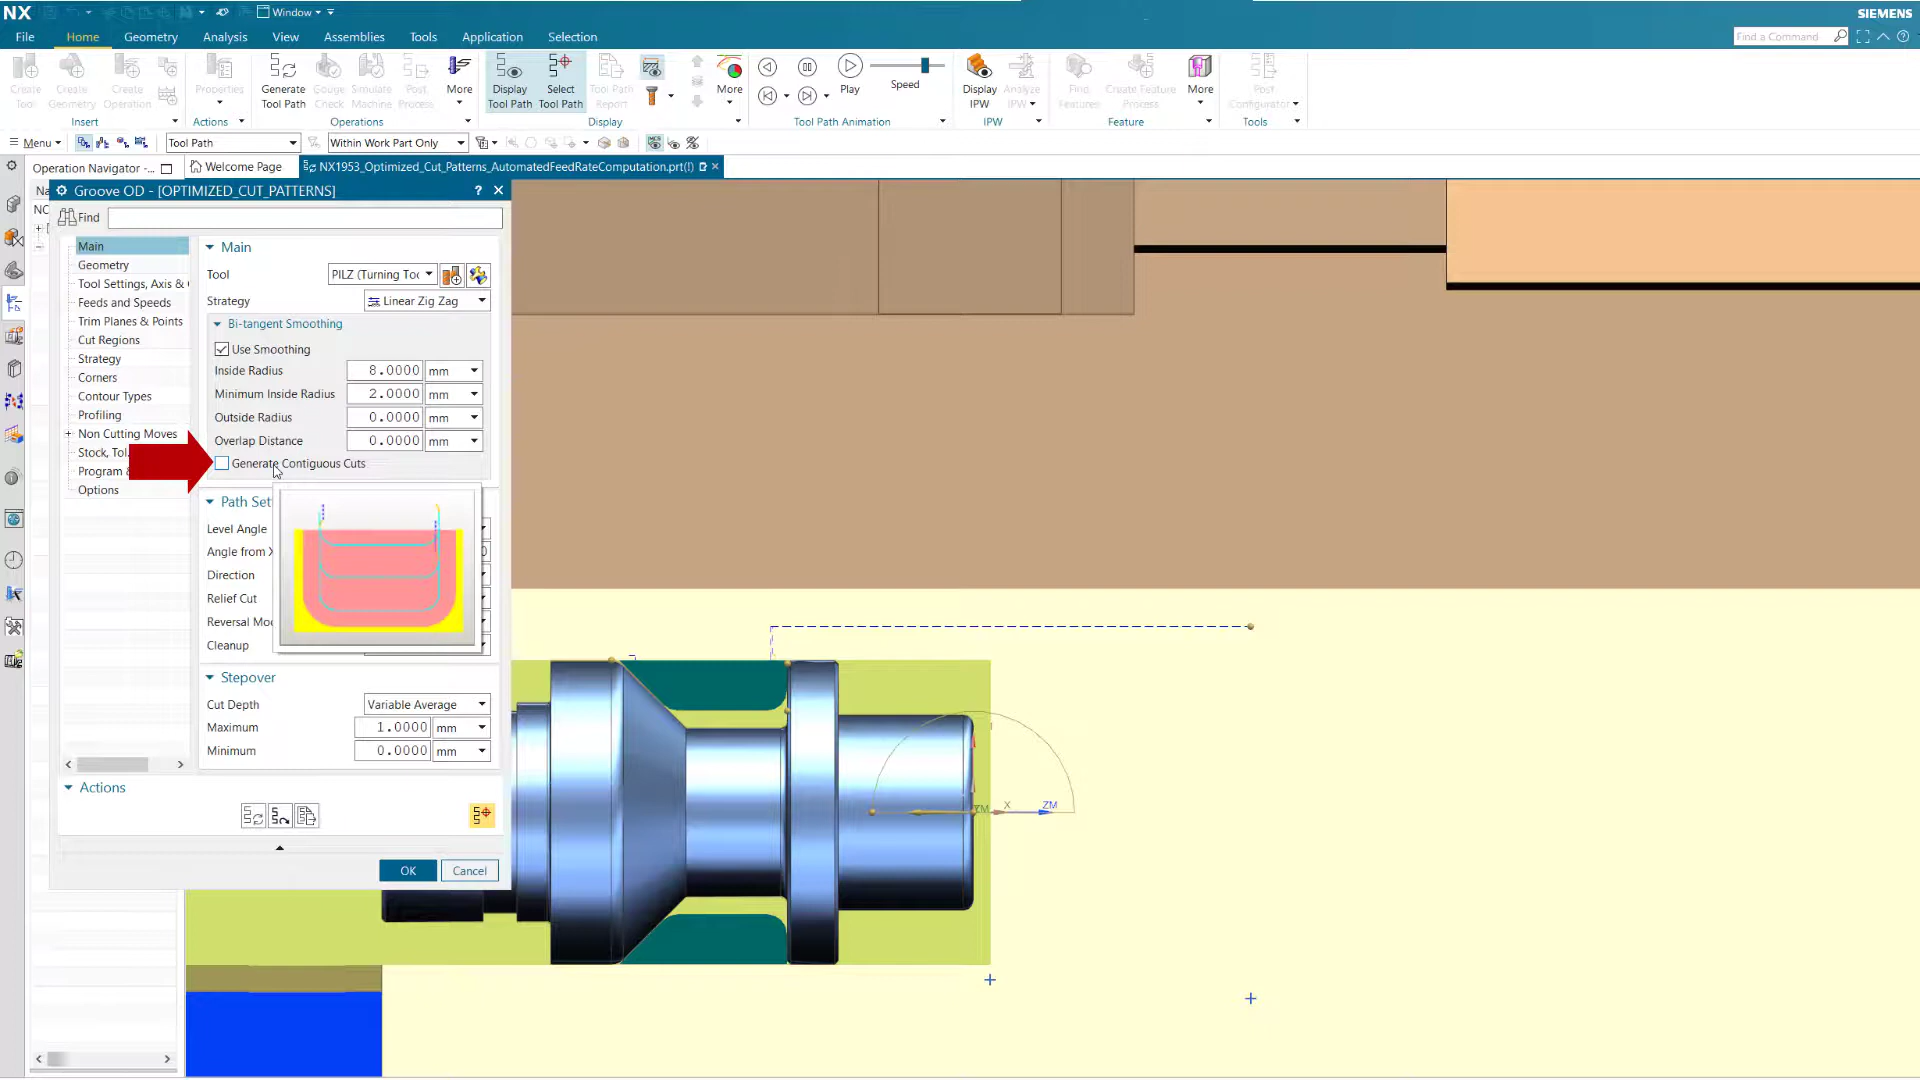 NX
Window
SIEMENS
File
Home
Geometry
Analysis
View
Assemblies
Tools
Application
Selection
Find a Command
Create
Tool
Create
Geometry
Create
Operation
Insert
Properties
Actions
Generate
Tool Path
Gouge
Check
Simulate
Machine
Post
Process
More
Operations
Display
Tool Path
Select
Tool Path
Tool Path
Report
More
Display
Play
Speed
Tool Path Animation
Display
IPW
Analyze
IPW
IPW
Find
Features
Create Feature
Process
More
Feature
Post
Configurator
Tools
Menu
Tool Path
Within Work Part Only
Operation Navigator -...
Welcome Page
NX1953_Optimized_Cut_Patterns_AutomatedFeedRateComputation.prt(!)
Na
NC
Groove OD - [OPTIMIZED_CUT_PATTERNS]
Find
Main
Geometry
Tool Settings, Axis &
Feeds and Speeds
Trim Planes & Points
Cut Regions
Strategy
Corners
Contour Types
Profiling
Non Cutting Moves
Stock, Tol
Program
Options
Main
Tool
PILZ (Turning Toc
Strategy
Linear Zig Zag
Bi-tangent Smoothing
Use Smoothing
Inside Radius 8.0000 mm
Minimum Inside Radius 2.0000 mm
Outside Radius 0.0000 mm
Overlap Distance 0.0000 mm
Generate Contiguous Cuts
Path Set
Level Angle
Angle from X
Direction
Relief Cut
Reversal Mod
Cleanup
Stepover
Cut Depth Variable Average
Maximum 1.0000 mm
Minimum 0.0000 mm
Actions
OK
Cancel
YM
X
ZM